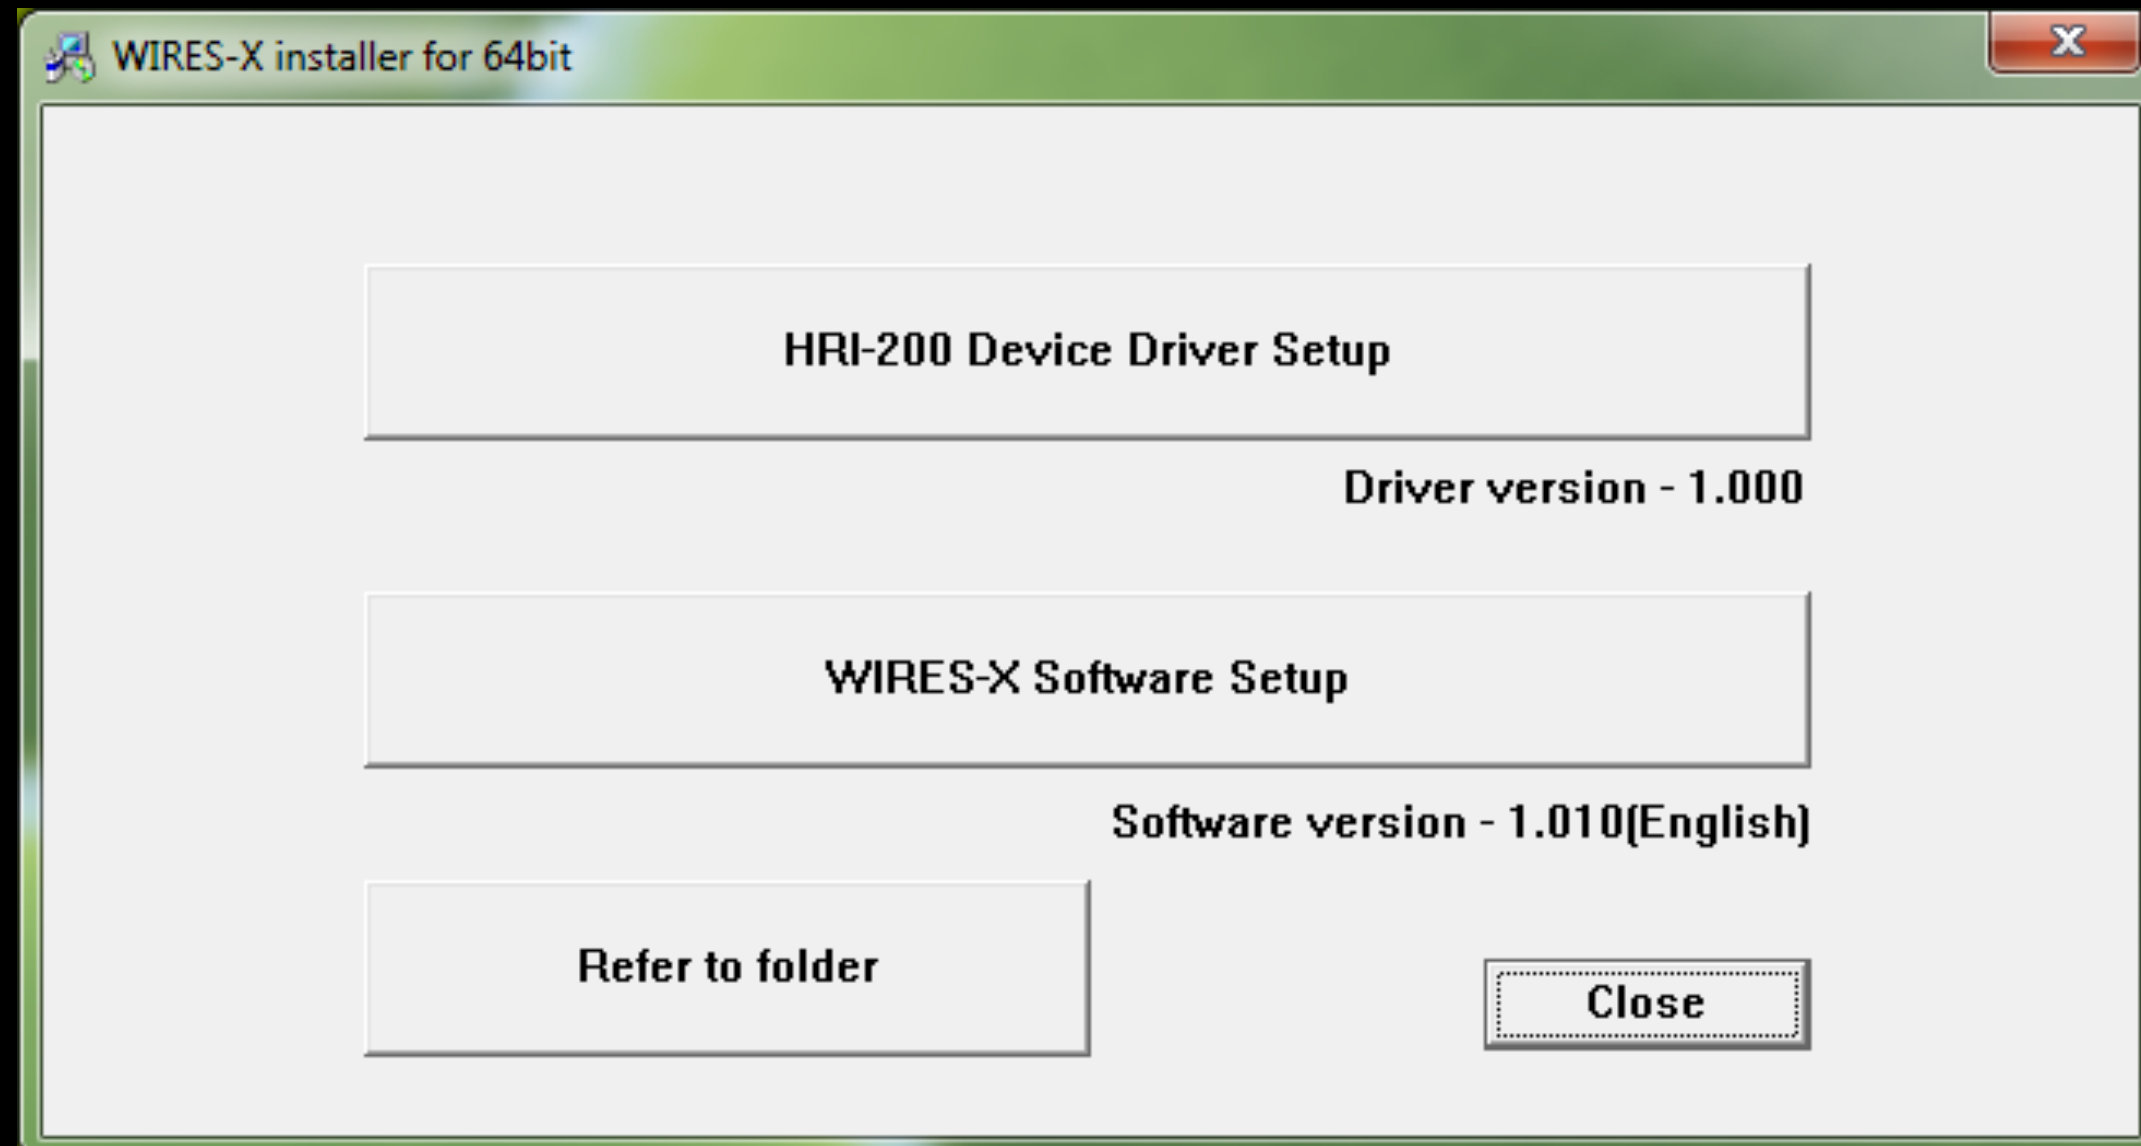 WIRES-X installer for 64bit
HRI-200 Device Driver Setup
Driver version - 1.000
WIRES-X Software Setup
Software version - 1.010(English)
Refer to folder
Close